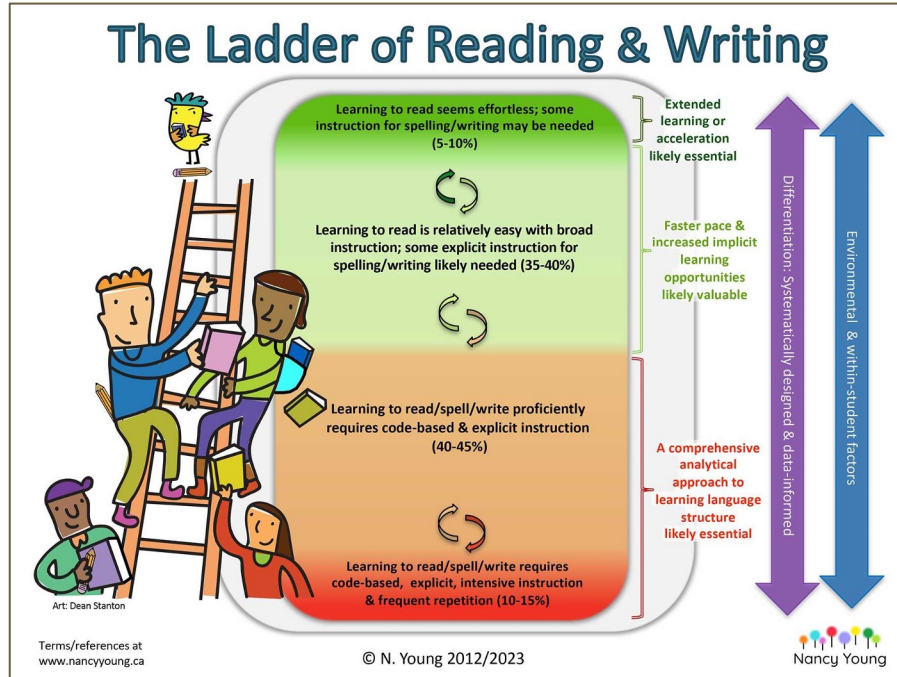 The Ladder of Reading & Writing
Learning to read seems effortless; some
instruction for spelling/writing may be needed
(5-10%)
Extended
learning or
acceleration
likely essential
Learning to read is relatively easy with broad
instruction; some explicit instruction for
spelling/writing likely needed (35-40%)
Faster pace &
increased implicit
learning
opportunities
likely valuable
Learning to read/spell/write proficiently
requires code-based & explicit instruction
(40-45%)
A comprehensive
analytical
approach to
learning language
structure
likely essential
Learning to read/spell/write requires
code-based, explicit, intensive instruction
& frequent repetition (10-15%)
Differentiation: Systematically designed & data-informed
Environmental & within-student factors
Art: Dean Stanton
Terms/references at
www.nancyyoung.ca
© N. Young 2012/2023
Nancy Young